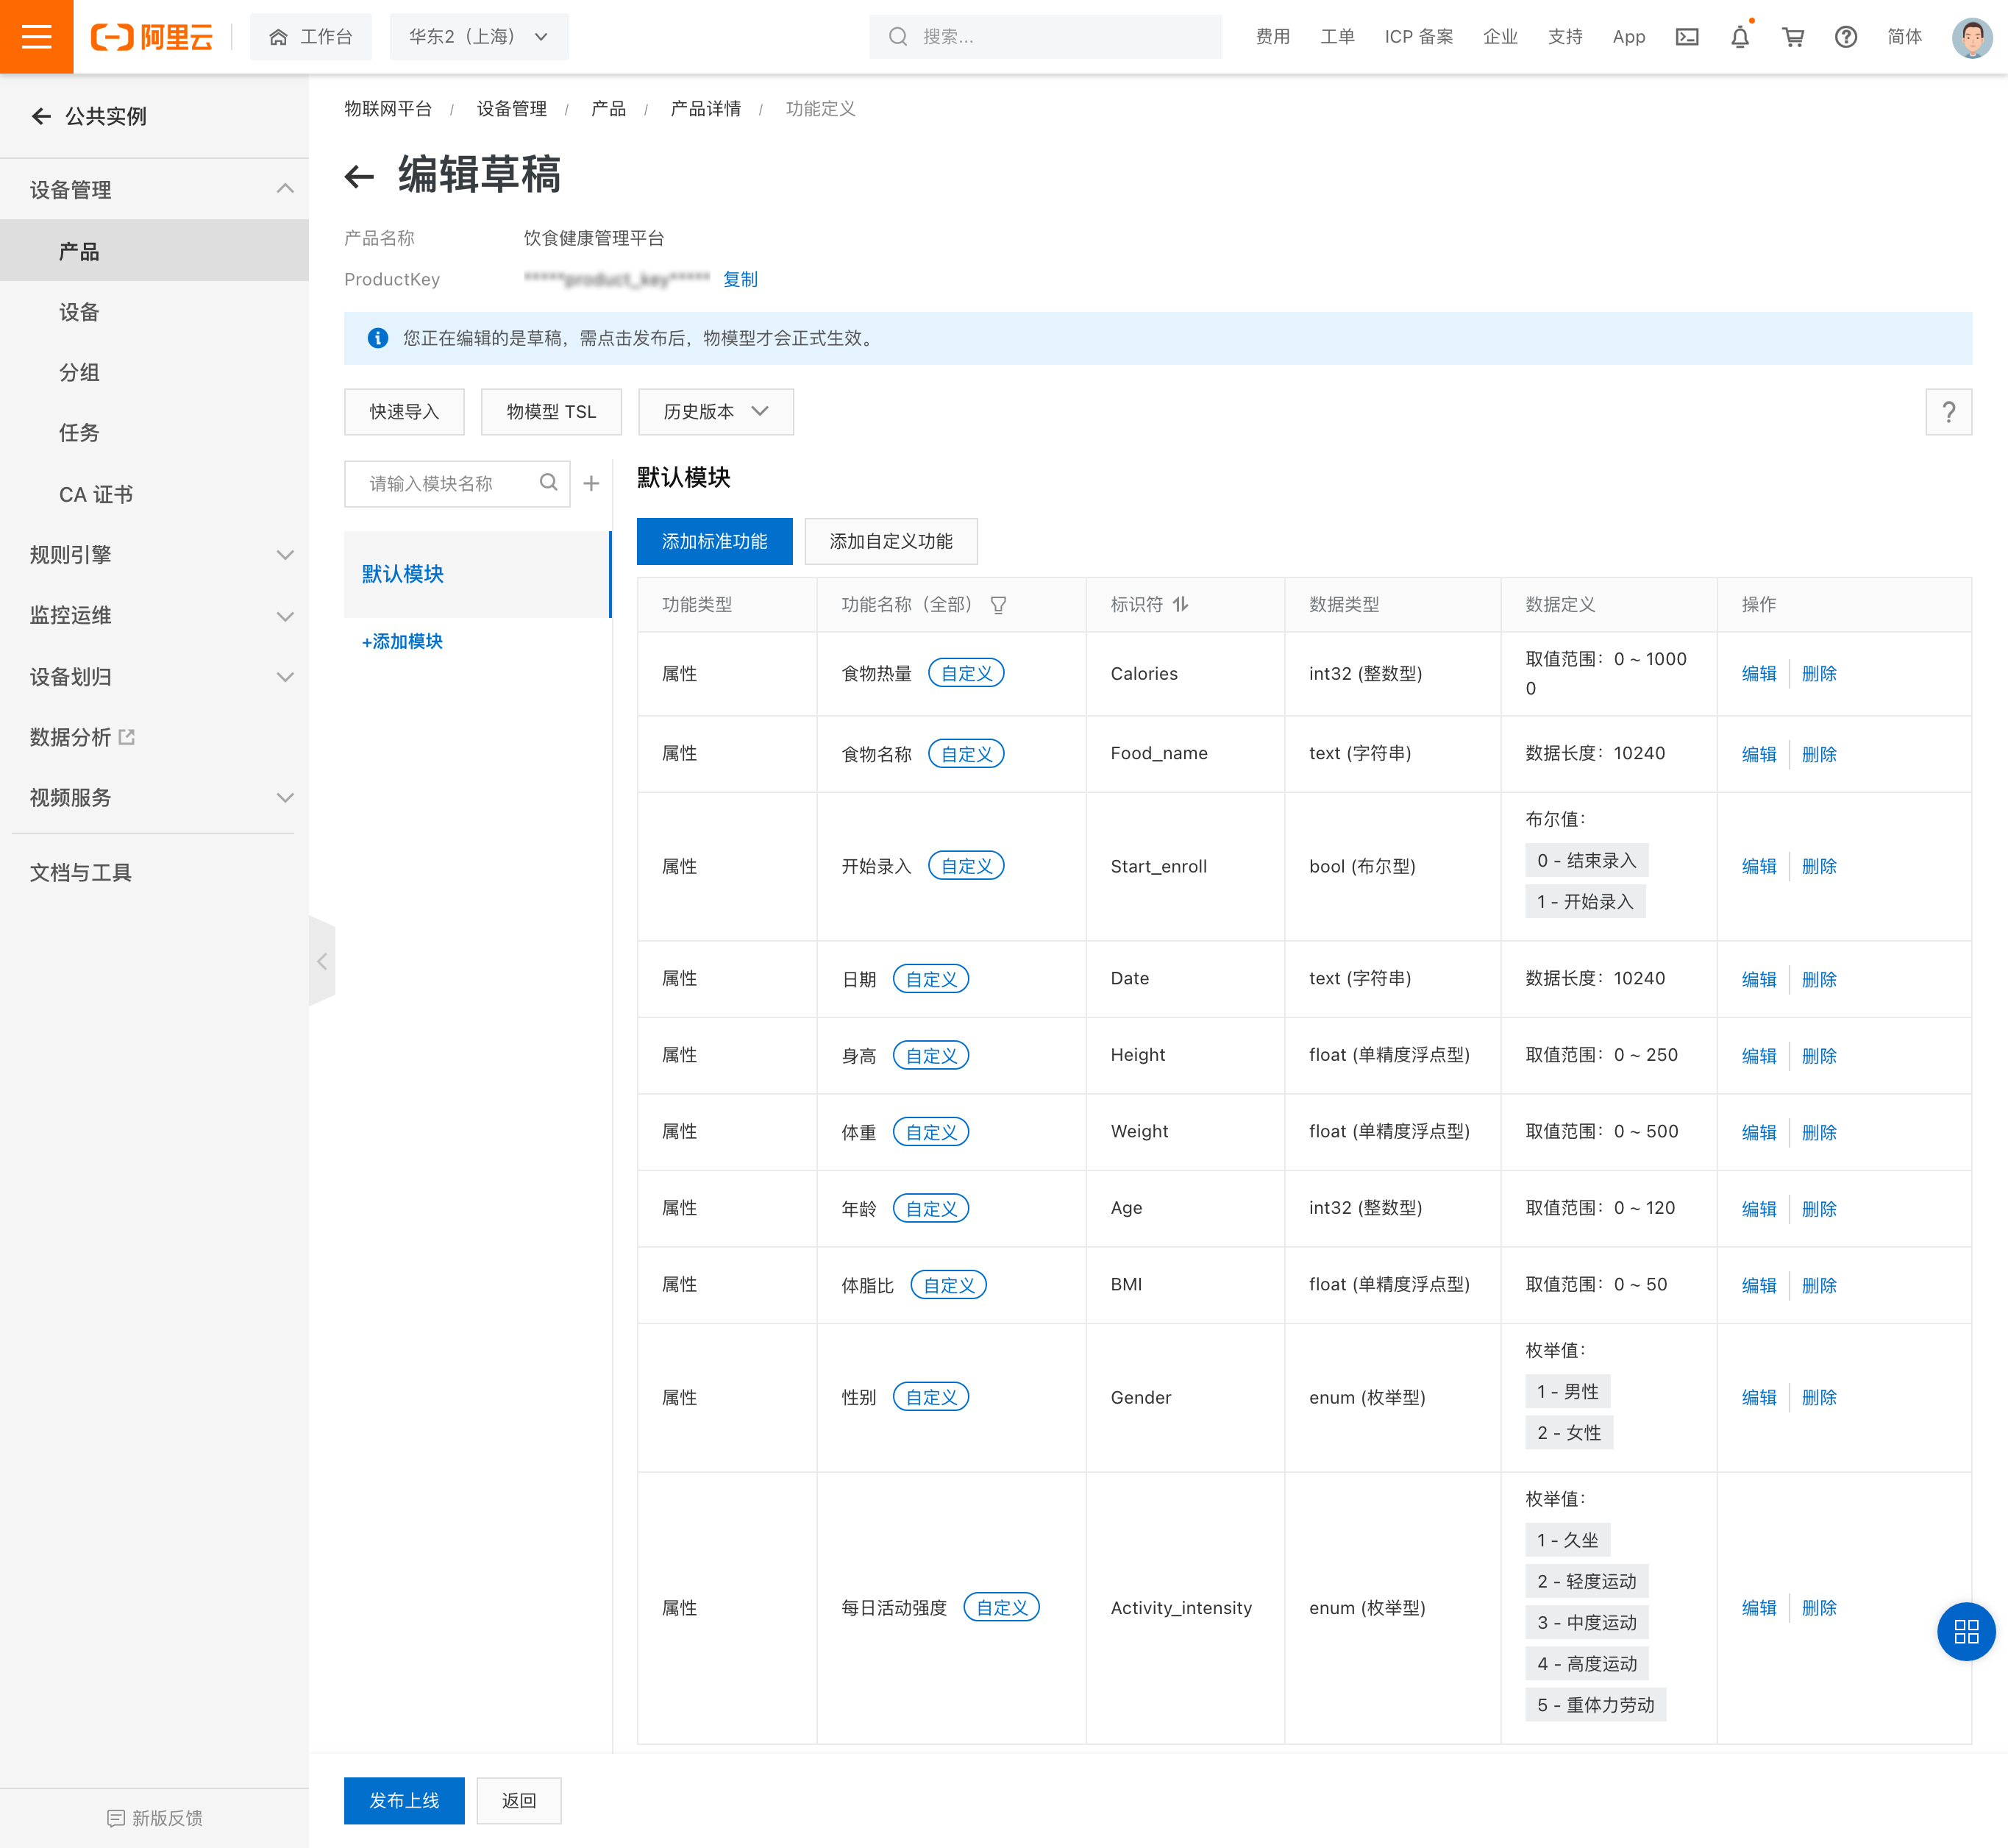 阿里云
工作台
华东2（上海）
搜索...
费用
工单
ICP 备案
企业
支持
App
简体
公共实例
设备管理
产品
设备
分组
任务
CA 证书
规则引擎
监控运维
设备划归
数据分析
视频服务
文档与工具
新版反馈
物联网平台 / 设备管理 / 产品 / 产品详情 / 功能定义
编辑草稿
产品名称 饮食健康管理平台
ProductKey *****product_key***** 复制
您正在编辑的是草稿，需点击发布后，物模型才会正式生效。
快速导入
物模型 TSL
历史版本
?
请输入模块名称
+
默认模块
+添加模块
默认模块
添加标准功能
添加自定义功能
功能类型 功能名称（全部） 标识符 数据类型 数据定义 操作
属性 食物热量 自定义 Calories int32 (整数型) 取值范围：0 ~ 1000
0
编辑 删除
属性 食物名称 自定义 Food_name text (字符串) 数据长度：10240 编辑 删除
属性 开始录入 自定义 Start_enroll bool (布尔型) 布尔值：
0 - 结束录入
1 - 开始录入
编辑 删除
属性 日期 自定义 Date text (字符串) 数据长度：10240 编辑 删除
属性 身高 自定义 Height float (单精度浮点型) 取值范围：0 ~ 250 编辑 删除
属性 体重 自定义 Weight float (单精度浮点型) 取值范围：0 ~ 500 编辑 删除
属性 年龄 自定义 Age int32 (整数型) 取值范围：0 ~ 120 编辑 删除
属性 体脂比 自定义 BMI float (单精度浮点型) 取值范围：0 ~ 50 编辑 删除
属性 性别 自定义 Gender enum (枚举型) 枚举值：
1 - 男性
2 - 女性
编辑 删除
属性 每日活动强度 自定义 Activity_intensity enum (枚举型) 枚举值：
1 - 久坐
2 - 轻度运动
3 - 中度运动
4 - 高度运动
5 - 重体力劳动
编辑 删除
发布上线
返回